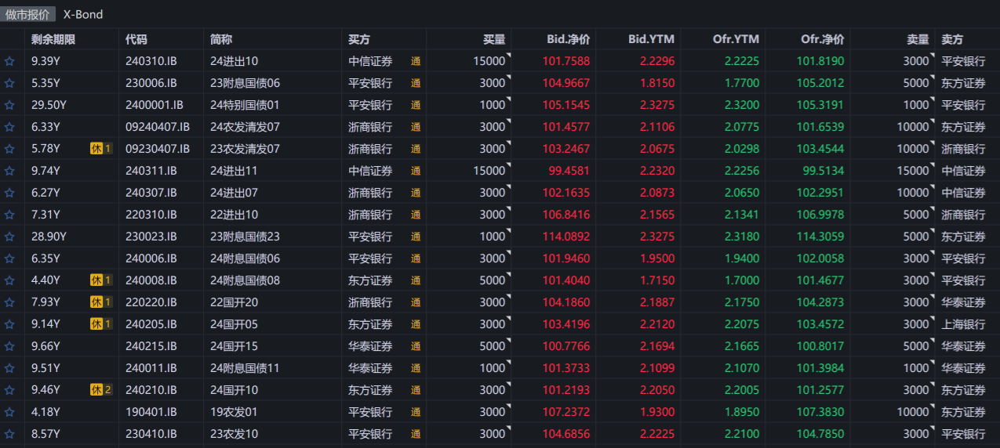 做市报价 X-Bond
剩余期限 代码 简称 买方 买量 Bid.净价 Bid.YTM Ofr.YTM Ofr.净价 卖量 卖方
9.39Y 240310.IB 24进出10 中信证券 通 15000 101.7588 2.2296 2.2225 101.8190 3000 平安银行
5.35Y 230006.IB 23附息国债06 平安银行 通 3000 104.9667 1.8150 1.7700 105.2012 5000 东方证券
29.50Y 2400001.IB 24特别国债01 平安银行 通 1000 105.1545 2.3275 2.3200 105.3191 1000 平安银行
6.33Y 09240407.IB 24农发清发07 浙商银行 通 3000 101.4577 2.1106 2.0775 101.6539 10000 东方证券
5.78Y 休 1 09230407.IB 23农发清发07 浙商银行 通 3000 103.2467 2.0675 2.0298 103.4544 10000 浙商银行
9.74Y 240311.IB 24进出11 中信证券 通 15000 99.4581 2.2320 2.2256 99.5134 15000 中信证券
6.27Y 240307.IB 24进出07 浙商银行 通 3000 102.1635 2.0873 2.0650 102.2951 10000 中信证券
7.31Y 220310.IB 22进出10 浙商银行 通 3000 106.8416 2.1565 2.1341 106.9978 5000 浙商银行
28.90Y 230023.IB 23附息国债23 平安银行 通 1000 114.0892 2.3275 2.3180 114.3059 5000 东方证券
6.35Y 240006.IB 24附息国债06 平安银行 通 3000 101.9460 1.9500 1.9400 102.0058 3000 平安银行
4.40Y 休 1 240008.IB 24附息国债08 东方证券 通 5000 101.4040 1.7150 1.7000 101.4677 3000 平安银行
7.93Y 休 1 220220.IB 22国开20 浙商银行 通 3000 104.1860 2.1887 2.1750 104.2873 3000 华泰证券
9.14Y 休 1 240205.IB 24国开05 东方证券 通 3000 103.4196 2.2120 2.2075 103.4572 3000 上海银行
9.66Y 240215.IB 24国开15 华泰证券 通 5000 100.7766 2.1694 2.1665 100.8017 5000 华泰证券
9.51Y 240011.IB 24附息国债11 华泰证券 通 1000 101.3733 2.1099 2.1070 101.3984 1000 华泰证券
9.46Y 休 2 240210.IB 24国开10 东方证券 通 3000 101.2193 2.2050 2.2005 101.2577 3000 东方证券
4.18Y 190401.IB 19农发01 平安银行 通 3000 107.2372 1.9300 1.8950 107.3830 10000 东方证券
8.57Y 230410.IB 23农发10 平安银行 通 3000 104.6856 2.2225 2.2100 104.7850 3000 平安银行